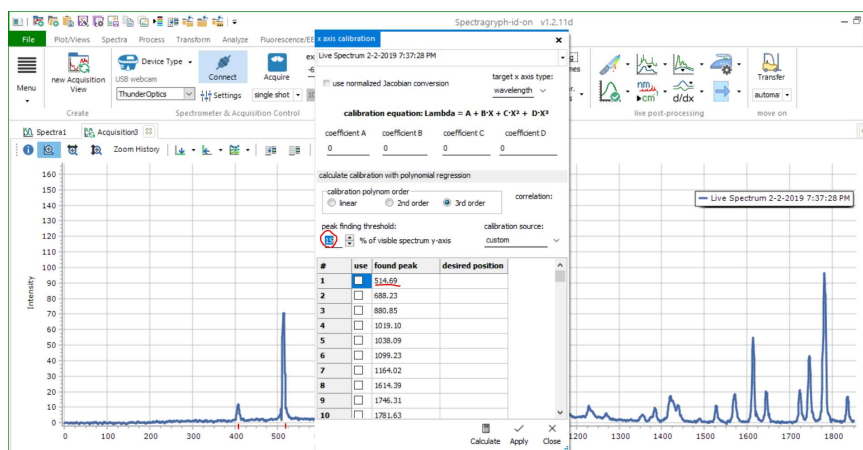 Spectragryph-id-on v1.2.11d
File Plot/Views Spectra Process Transform Analyze Fluorescence/EE
x axis calibration
Menu
new Acquisition View
Create
Device Type
USB webcam
ThunderOptics
Connect
Settings
Acquire
single shot
Spectrometer & Acquisition Control
Live Spectrum 2-2-2019 7:37:28 PM
use normalized Jacobian conversion
target x axis type:
wavelength
calibration equation: Lambda = A + B·X + C·X² + D·X³
coefficient A coefficient B coefficient C coefficient D
0 0 0 0
calculate calibration with polynomial regression
calibration polynom order
linear 2nd order 3rd order
correlation:
peak finding threshold:
15 % of visible spectrum y-axis
calibration source:
custom
# use found peak desired position
1 514.69
2 688.23
3 880.85
4 1019.10
5 1038.09
6 1099.23
7 1164.02
8 1614.39
9 1746.31
10 1781.63
Calculate Apply Close
nm
►cm⁻¹
d/dx
live post-processing
Transfer
automa
move on
Spectra1 Acquisition3
Zoom History
Live Spectrum 2-2-2019 7:37:28 PM
Intensity
160
150
140
130
120
110
100
90
80
70
60
50
40
30
20
10
0
0 100 200 300 400 500 1200 1300 1400 1500 1600 1700 1800